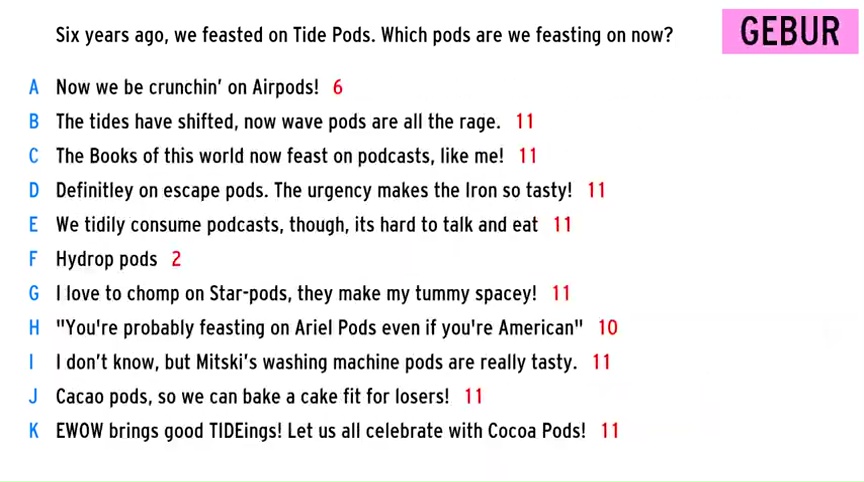 Six years ago, we feasted on Tide Pods. Which pods are we feasting on now?
GEBUR
A Now we be crunchin' on Airpods! 6
B The tides have shifted, now wave pods are all the rage. 11
C The Books of this world now feast on podcasts, like me! 11
D Definitley on escape pods. The urgency makes the Iron so tasty! 11
E We tidily consume podcasts, though, its hard to talk and eat 11
F Hydrop pods 2
G I love to chomp on Star-pods, they make my tummy spacey! 11
H "You're probably feasting on Ariel Pods even if you're American" 10
I I don't know, but Mitski's washing machine pods are really tasty. 11
J Cacao pods, so we can bake a cake fit for losers! 11
K EWOW brings good TIDEings! Let us all celebrate with Cocoa Pods! 11